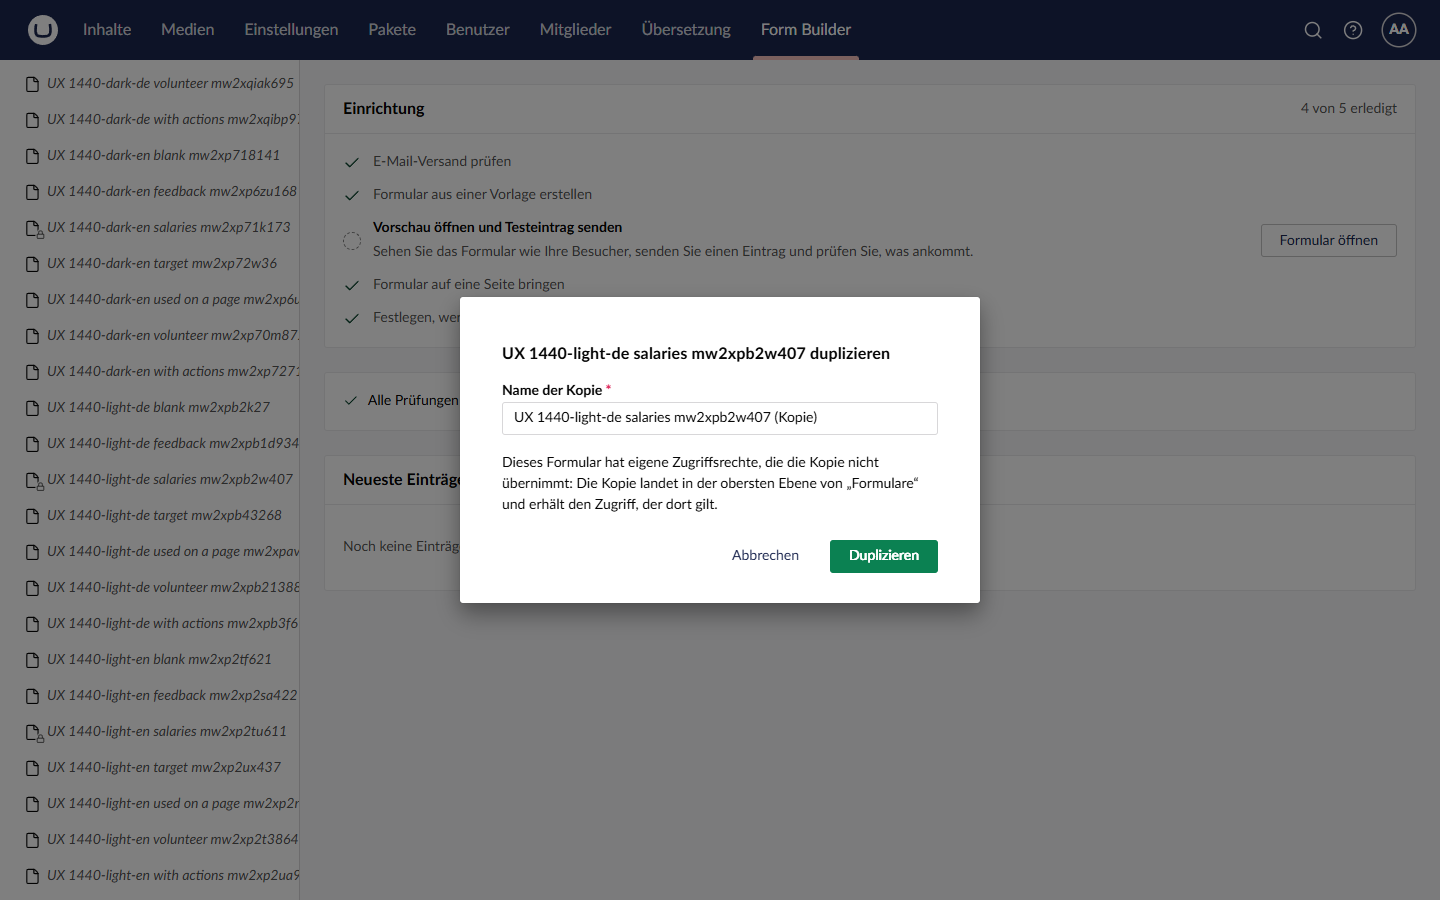 Inhalte Medien Einstellungen Pakete Benutzer Mitglieder Übersetzung Form Builder AA
UX 1440-dark-de volunteer mw2xqiak695
UX 1440-dark-de with actions mw2xqibp97
UX 1440-dark-en blank mw2xp718141
UX 1440-dark-en feedback mw2xp6zu168
UX 1440-dark-en salaries mw2xp71k173
UX 1440-dark-en target mw2xp72w36
UX 1440-dark-en used on a page mw2xp6u
UX 1440-dark-en volunteer mw2xp70m87
UX 1440-dark-en with actions mw2xp7271
UX 1440-light-de blank mw2xpb2k27
UX 1440-light-de feedback mw2xpb1d934
UX 1440-light-de salaries mw2xpb2w407
UX 1440-light-de target mw2xpb43268
UX 1440-light-de used on a page mw2xpav
UX 1440-light-de volunteer mw2xpb21388
UX 1440-light-de with actions mw2xpb3f6
UX 1440-light-en blank mw2xp2tf621
UX 1440-light-en feedback mw2xp2sa422
UX 1440-light-en salaries mw2xp2tu611
UX 1440-light-en target mw2xp2ux437
UX 1440-light-en used on a page mw2xp2r
UX 1440-light-en volunteer mw2xp2t3864
UX 1440-light-en with actions mw2xp2ua9
Einrichtung
4 von 5 erledigt
E-Mail-Versand prüfen
Formular aus einer Vorlage erstellen
Vorschau öffnen und Testeintrag senden
Sehen Sie das Formular wie Ihre Besucher, senden Sie einen Eintrag und prüfen Sie, was ankommt.
Formular öffnen
Formular auf eine Seite bringen
Festlegen, wer
Alle Prüfungen
Neueste Einträge
Noch keine Einträge
UX 1440-light-de salaries mw2xpb2w407 duplizieren
Name der Kopie *
UX 1440-light-de salaries mw2xpb2w407 (Kopie)
Dieses Formular hat eigene Zugriffsrechte, die die Kopie nicht
übernimmt: Die Kopie landet in der obersten Ebene von „Formulare“
und erhält den Zugriff, der dort gilt.
Abbrechen
Duplizieren